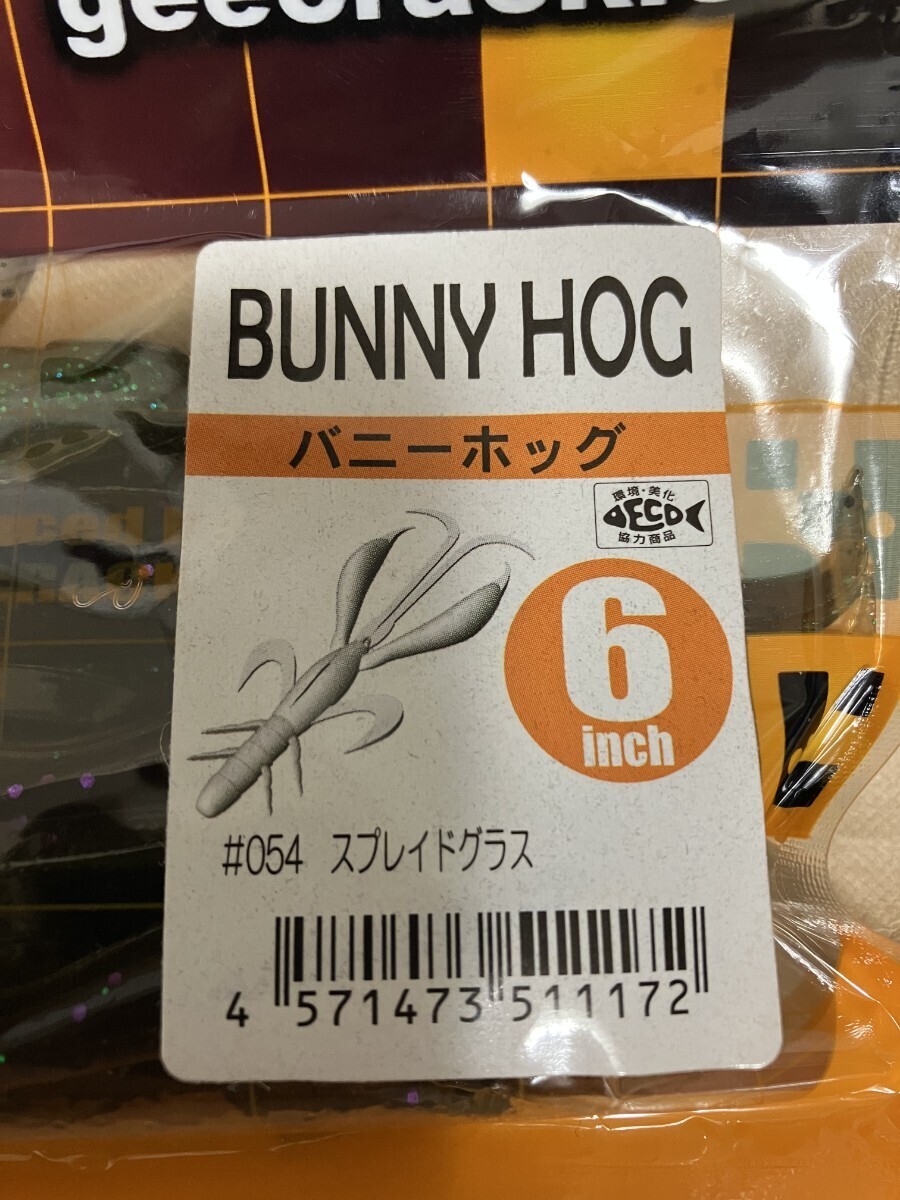 geecrack
BUNNY HOG
バニーホッグ
環境・美化
ECO
協力商品
6
inch
#054 スプレイドグラス
4 571473 511172